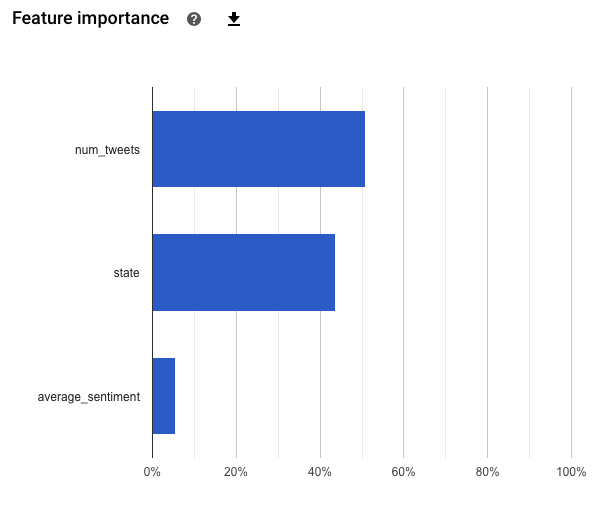 Feature importance
num_tweets
state
average_sentiment
0% 20% 40% 60% 80% 100%